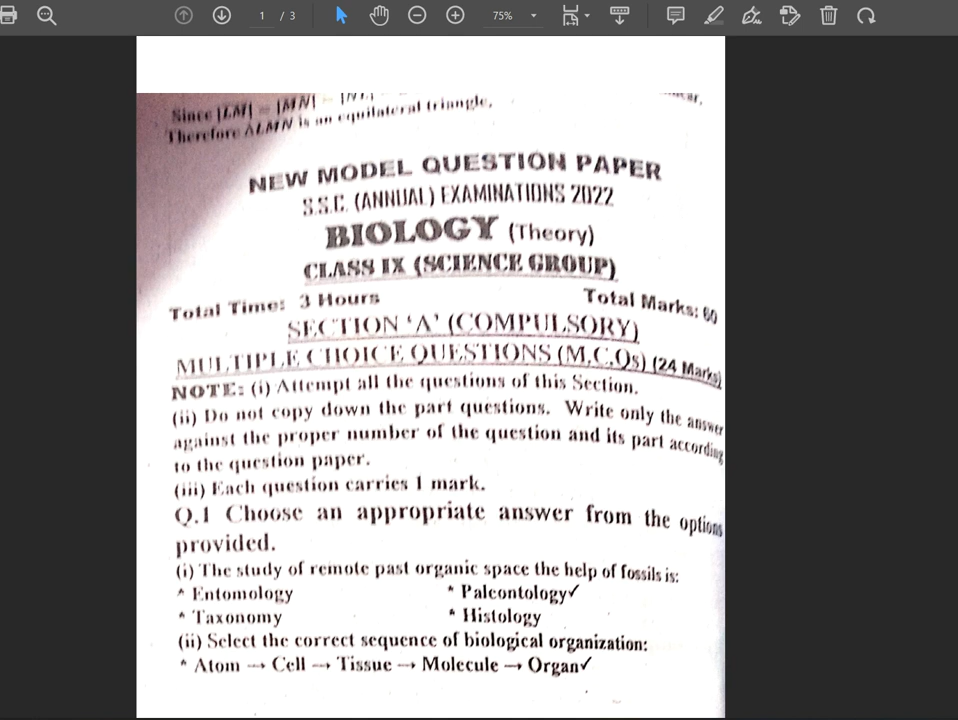 1 / 3 75%
Since |LM| = |MN|
Therefore ΔLMN is an equilateral triangle.
NEW MODEL QUESTION PAPER
S.S.C. (ANNUAL) EXAMINATIONS 2022
BIOLOGY (Theory)
CLASS IX (SCIENCE GROUP)
Total Time: 3 Hours Total Marks: 60
SECTION ‘A’ (COMPULSORY)
MULTIPLE CHOICE QUESTIONS (M.C.Qs) (24 Marks)
NOTE: (i) Attempt all the questions of this Section.
(ii) Do not copy down the part questions. Write only the answer
against the proper number of the question and its part according
to the question paper.
(iii) Each question carries 1 mark.
Q.1 Choose an appropriate answer from the options
provided.
(i) The study of remote past organic space the help of fossils is:
* Entomology * Paleontology✓
* Taxonomy * Histology
(ii) Select the correct sequence of biological organization:
* Atom → Cell → Tissue → Molecule → Organ✓